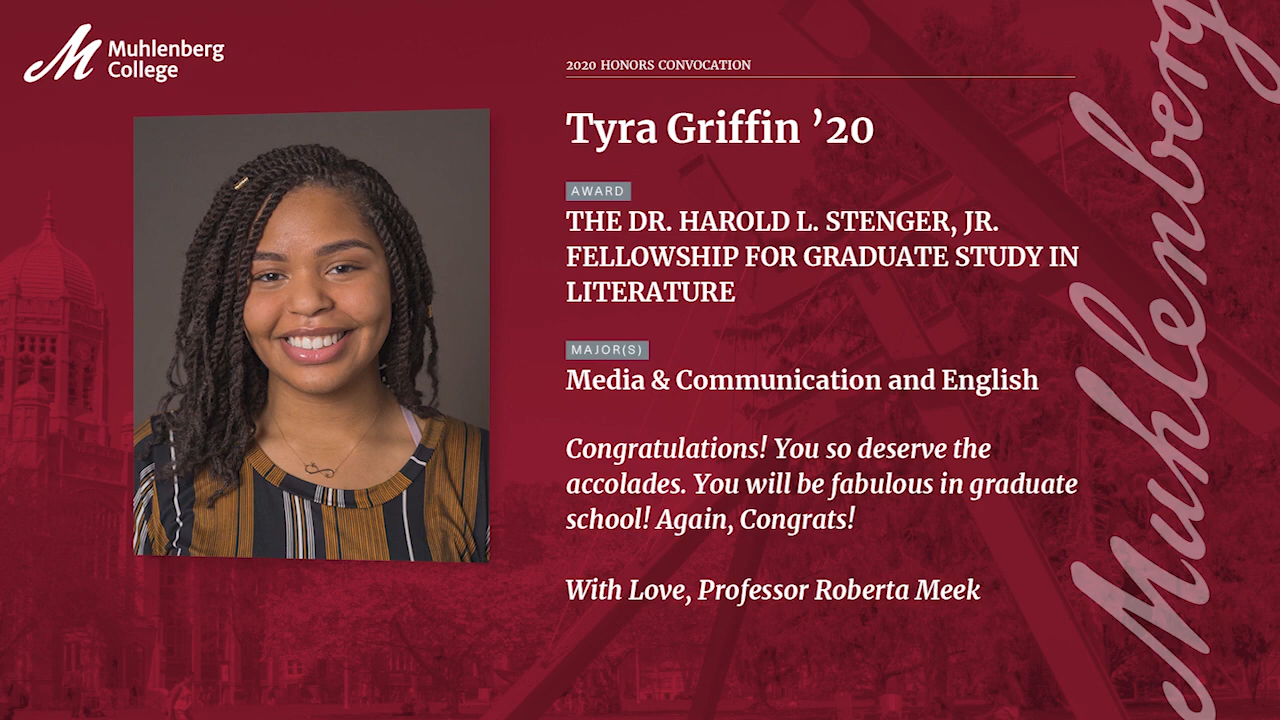 Muhlenberg
College
2020 HONORS CONVOCATION
Tyra Griffin ’20
AWARD
THE DR. HAROLD L. STENGER, JR.
FELLOWSHIP FOR GRADUATE STUDY IN
LITERATURE
MAJOR(S)
Media & Communication and English
Congratulations! You so deserve the
accolades. You will be fabulous in graduate
school! Again, Congrats!
With Love, Professor Roberta Meek
Muhlenberg